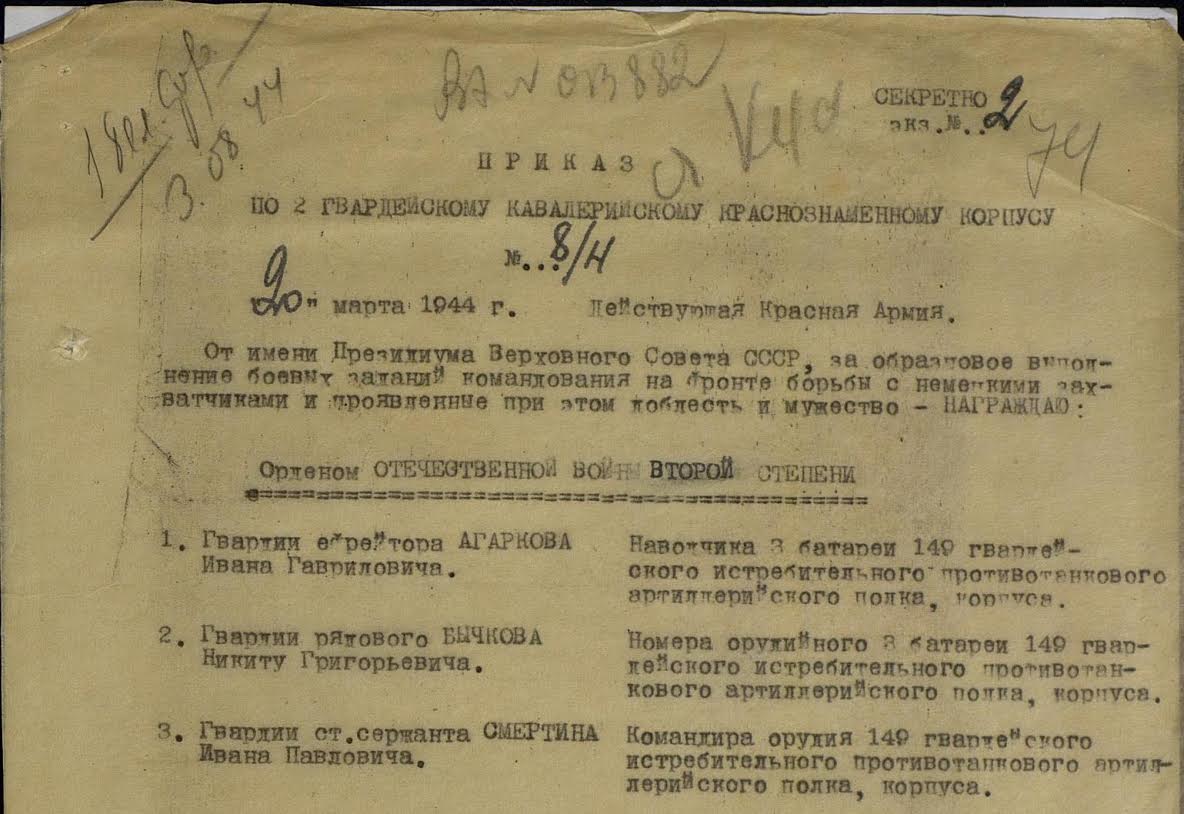 3.08 44
882
СЕКРЕТНО
экз.№..2
74
ПРИКАЗ
ПО 2 ГВАРДЕЙСКОМУ КАВАЛЕРИЙСКОМУ КРАСНОЗНАМЕННОМУ КОРПУСУ
№...8/Н
"20" марта 1944 г. Действующая Красная Армия.
От имени Президиума Верховного Совета СССР, за образцовое выпол-
нение боевых заданий командования на фронте борьбы с немецкими зах-
ватчиками и проявленные при этом доблесть и мужество - НАГРАЖДАЮ:
Орденом ОТЕЧЕСТВЕННОЙ ВОЙНЫ ВТОРОЙ СТЕПЕНИ
1. Гвардии ефрейтора АГАРКОВА
Ивана Гавриловича.
Наводчика 3 батареи 149 гвардей-
ского истребительного противотанкового
артиллерийского полка, корпуса.
2. Гвардии рядового БЫЧКОВА
Никиту Григорьевича.
Номера орудийного 3 батареи 149 гвар-
дейского истребительного противотан-
кового артиллерийского полка, корпуса.
3. Гвардии ст.сержанта СМЕРТИНА
Ивана Павловича.
Командира орудия 149 гвардейского
истребительного противотанкового артил-
лерийского полка, корпуса.